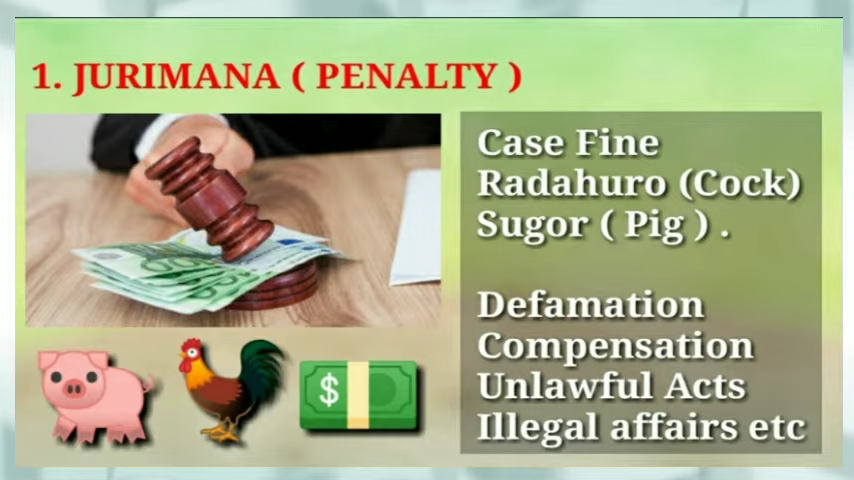 1. JURIMANA ( PENALTY )
Case Fine
Radahuro (Cock)
Sugor ( Pig ) .
Defamation
Compensation
Unlawful Acts
Illegal affairs etc